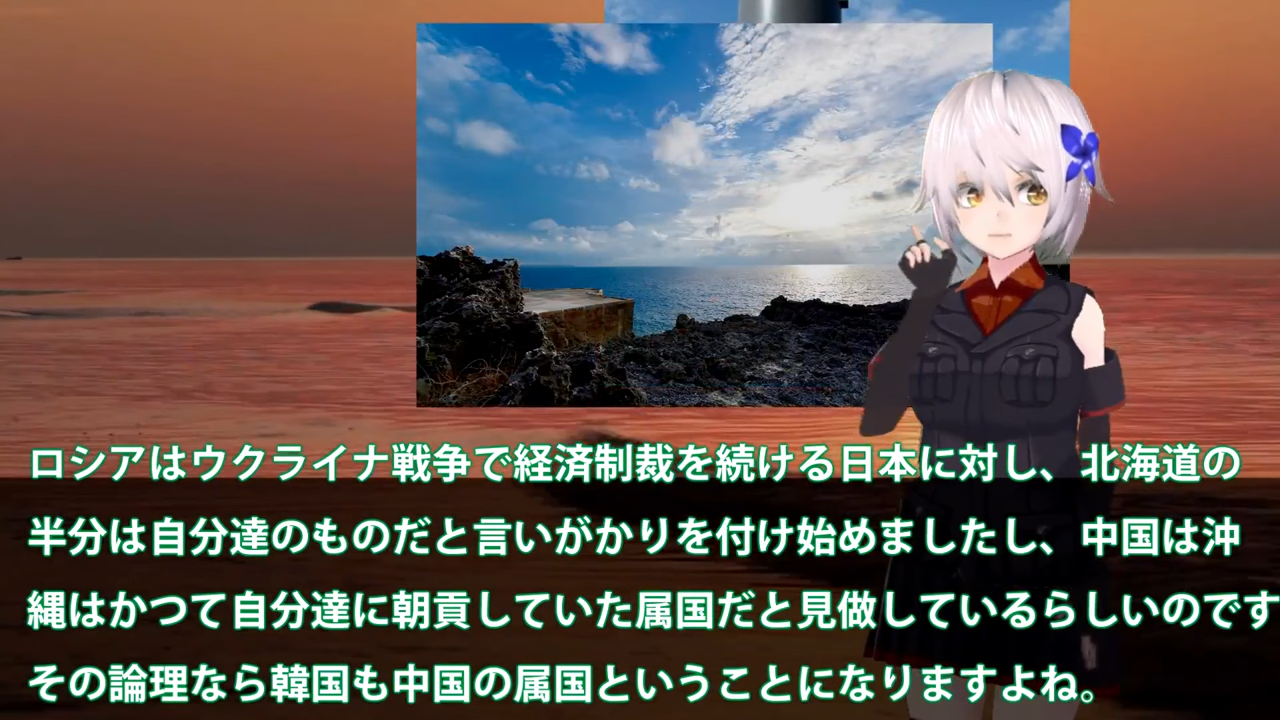 ロシアはウクライナ戦争で経済制裁を続ける日本に対し、北海道の
半分は自分達のものだと言いがかりを付け始めましたし、中国は沖
縄はかつて自分達に朝貢していた属国だと見做しているらしいのです
その論理なら韓国も中国の属国ということになりますよね。